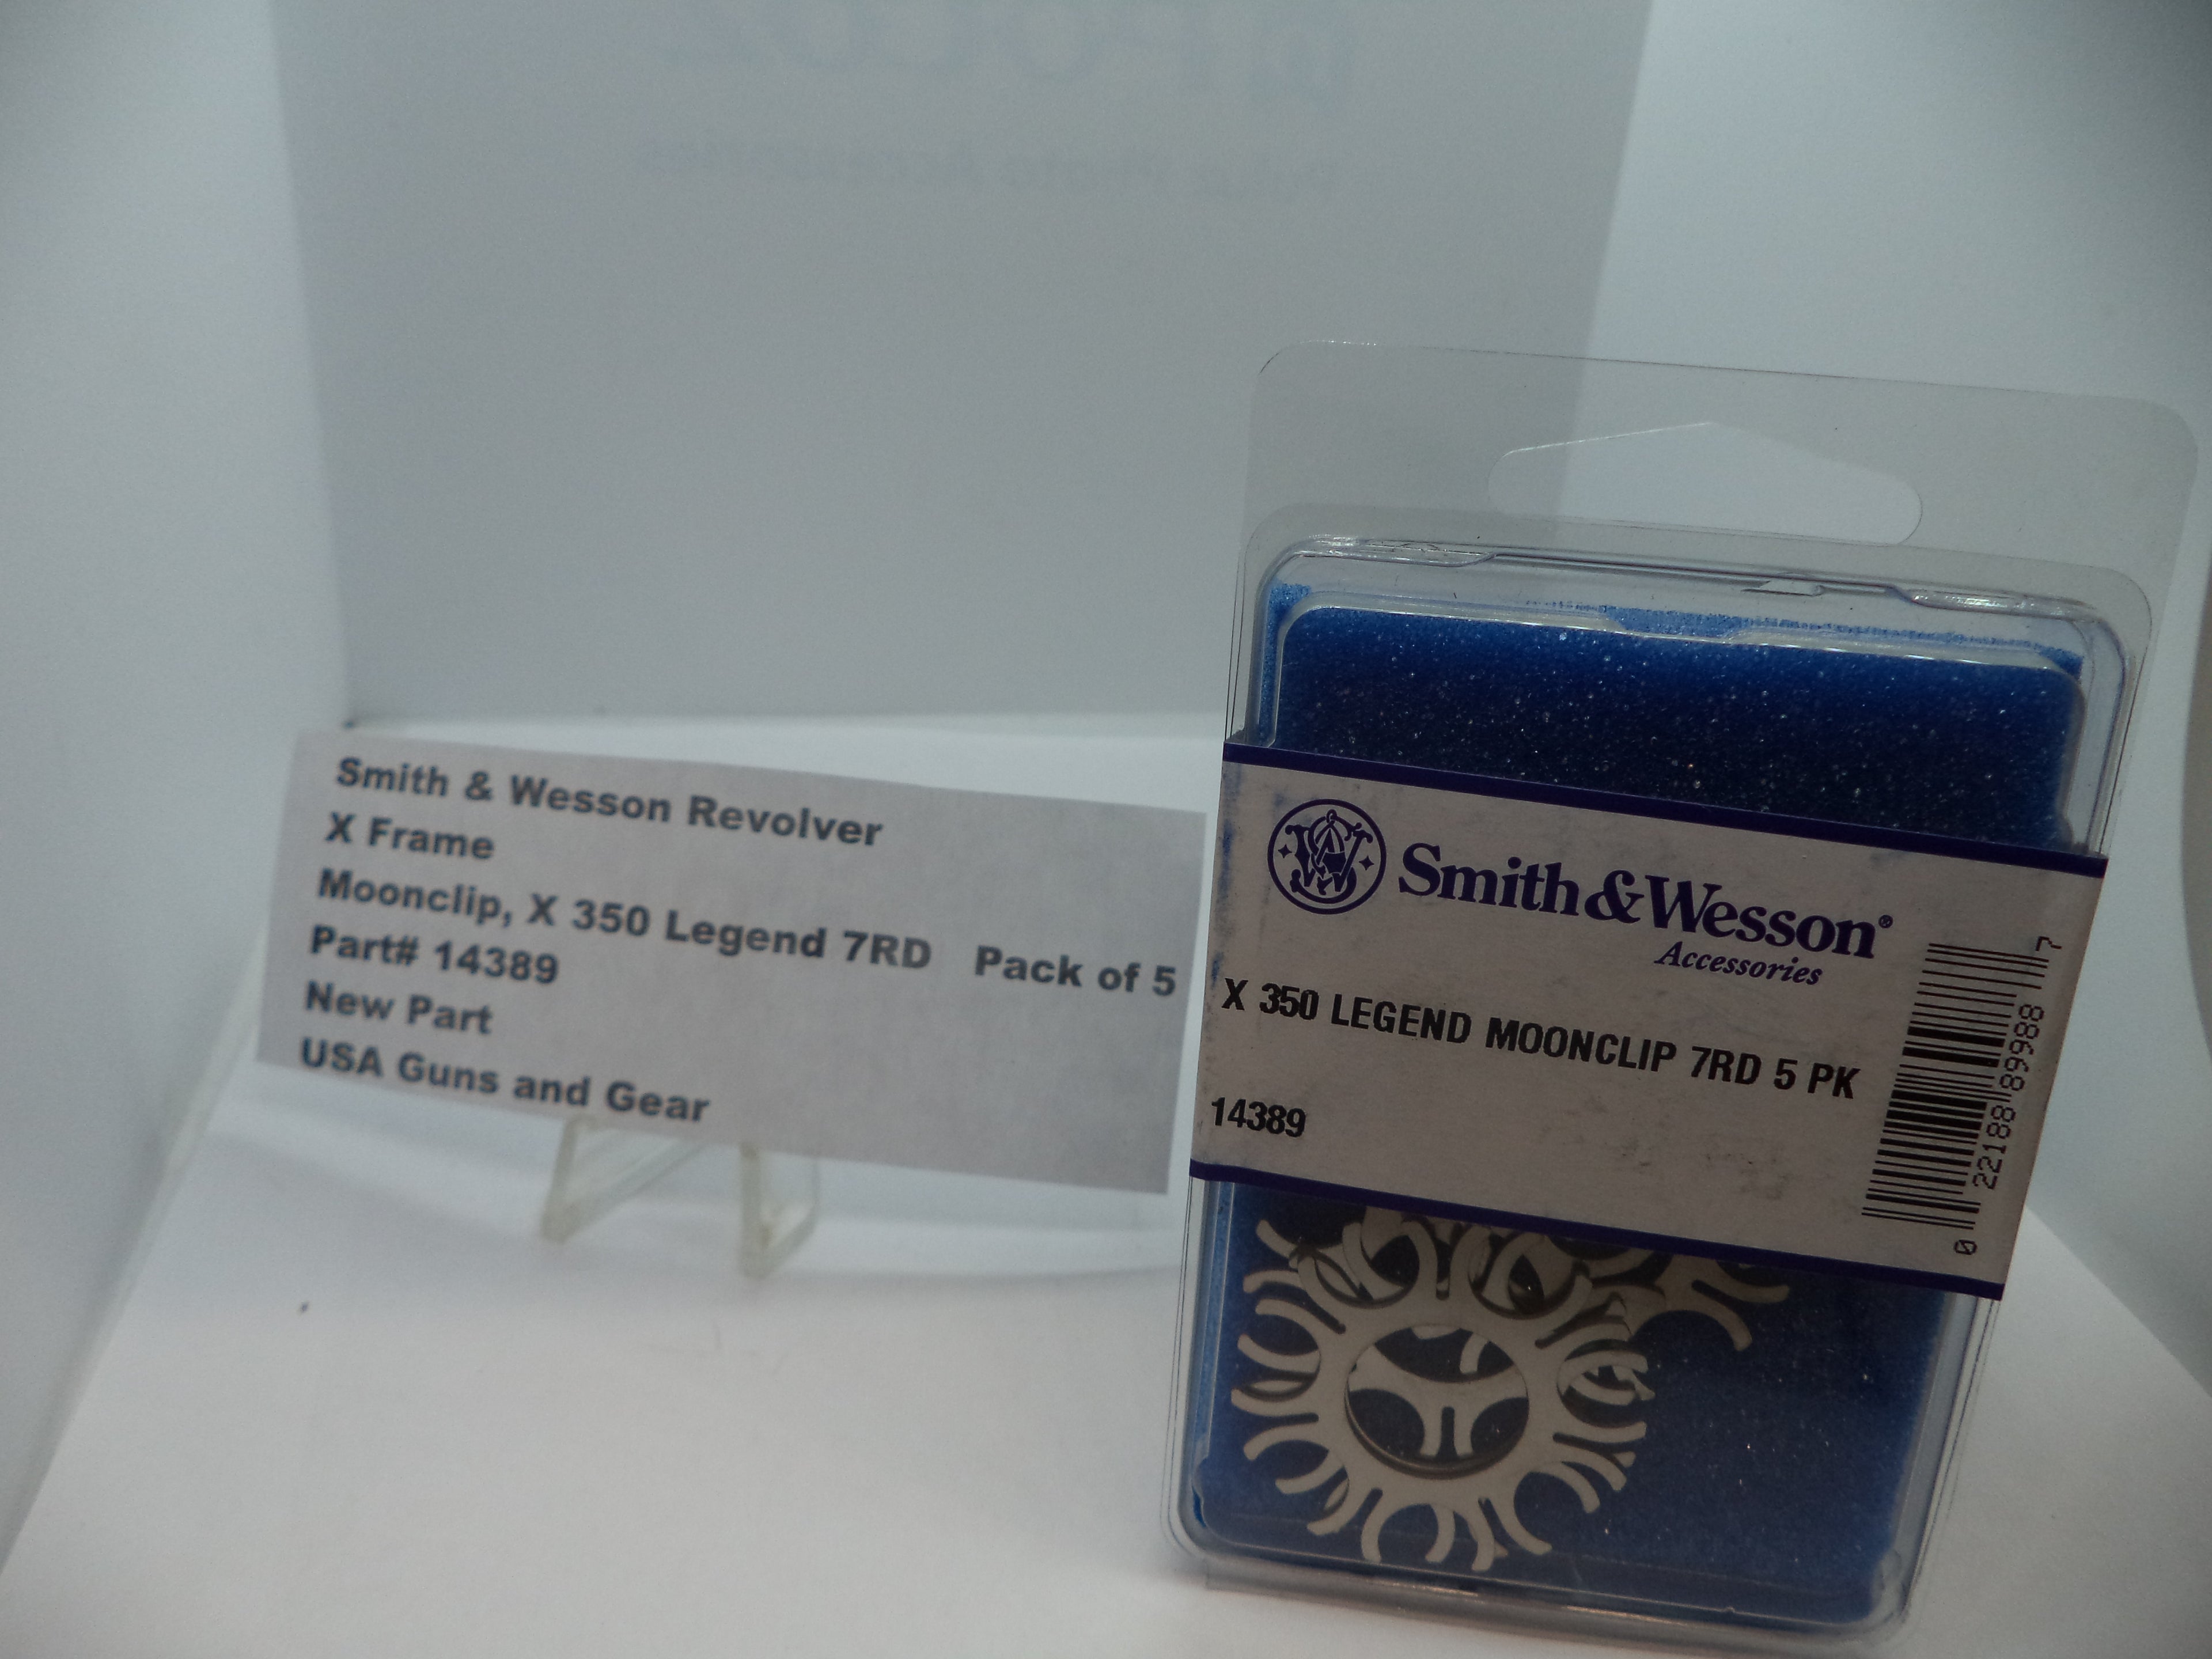 Smith & Wesson Revolver
X Frame
Moonclip, X 350 Legend 7RD Pack of 5
Part# 14389
New Part
USA Guns and Gear
Smith & Wesson®
Accessories
X 350 LEGEND MOONCLIP 7RD 5 PK
14389
0 22188 89988 7